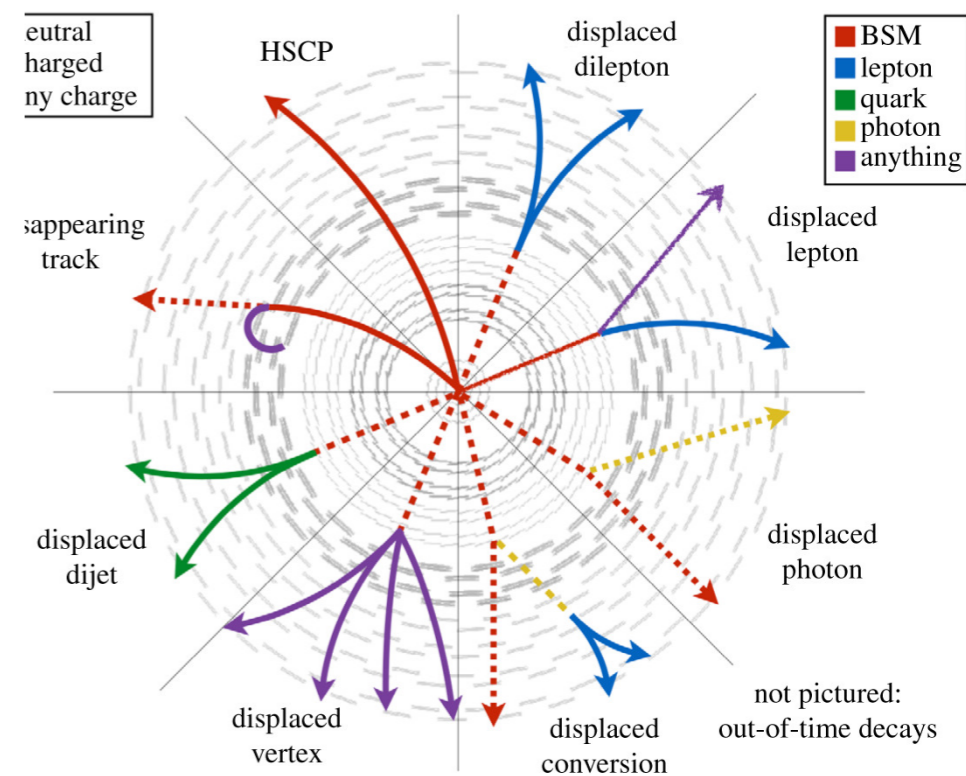 eutral
harged
ny charge
HSCP
displaced
dilepton
BSM
lepton
quark
photon
anything
sappearing
track
displaced
lepton
displaced
dijet
displaced
photon
displaced
vertex
displaced
conversion
not pictured:
out-of-time decays